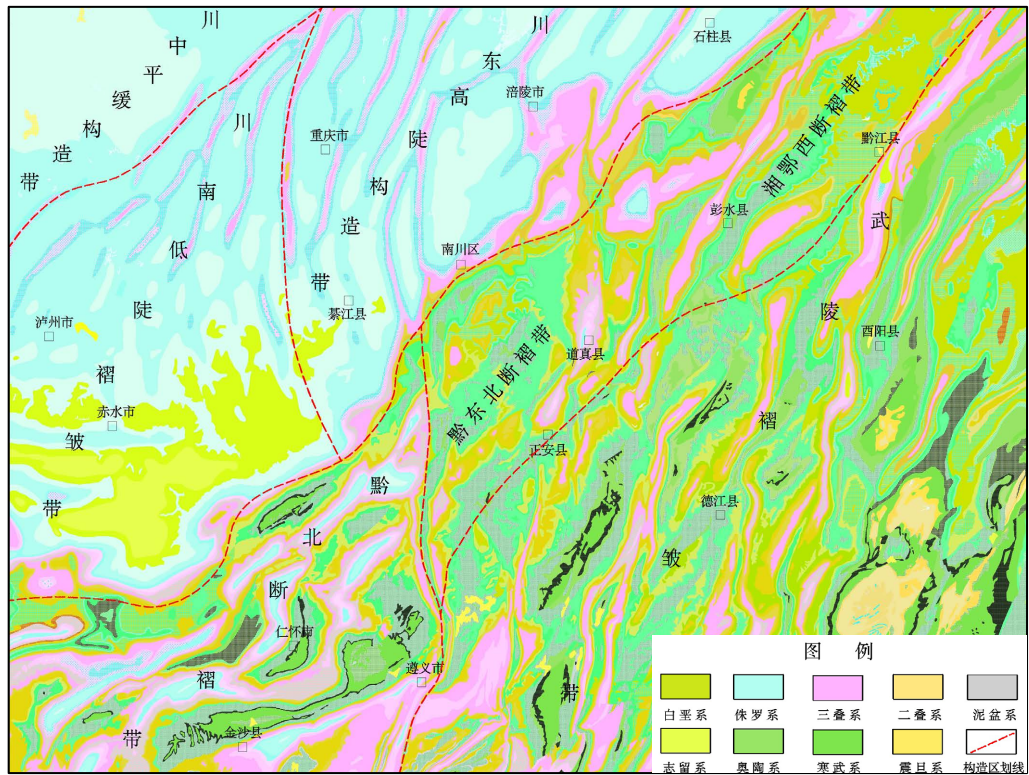 川中平缓构造带
川南低陡褶皱带
川东高陡构造带
湘鄂西断褶带
武陵褶皱带
黔东北断褶带
黔北断褶带
石柱县
涪陵市
重庆市
黔江县
彭水县
南川区
綦江县
泸州市
道真县
酉阳县
赤水市
正安县
德江县
仁怀市
遵义市
金沙县
图 例
白垩系 侏罗系 三叠系 二叠系 泥盆系
志留系 奥陶系 寒武系 震旦系 构造区划线